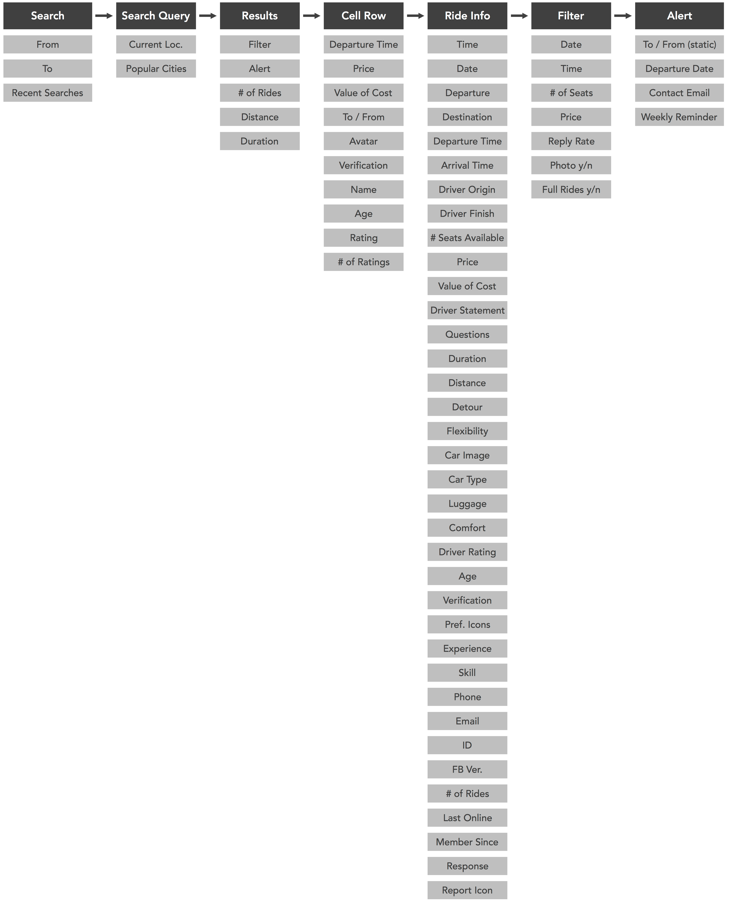 Search
From
To
Recent Searches
Search Query
Current Loc.
Popular Cities
Results
Filter
Alert
# of Rides
Distance
Duration
Cell Row
Departure Time
Price
Value of Cost
To / From
Avatar
Verification
Name
Age
Rating
# of Ratings
Ride Info
Time
Date
Departure
Destination
Departure Time
Arrival Time
Driver Origin
Driver Finish
# Seats Available
Price
Value of Cost
Driver Statement
Questions
Duration
Distance
Detour
Flexibility
Car Image
Car Type
Luggage
Comfort
Driver Rating
Age
Verification
Pref. Icons
Experience
Skill
Phone
Email
ID
FB Ver.
# of Rides
Last Online
Member Since
Response
Report Icon
Filter
Date
Time
# of Seats
Price
Reply Rate
Photo y/n
Full Rides y/n
Alert
To / From (static)
Departure Date
Contact Email
Weekly Reminder